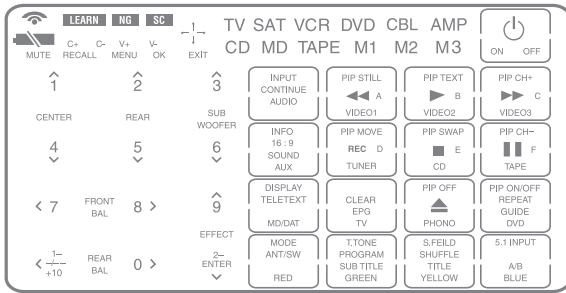 LEARN NG SC
TV SAT VCR DVD CBL AMP
CD MD TAPE M1 M2 M3
ON OFF
C+ C- V+ V-
MUTE RECALL MENU OK EXIT
1 2 3
CENTER REAR SUB WOOFER
4 5 6
7 FRONT BAL 8 9
EFFECT
1- -/-- +10 REAR BAL 0 2- ENTER
INPUT
CONTINUE
AUDIO
PIP STILL
A
VIDEO1
PIP TEXT
B
VIDEO2
PIP CH+
C
VIDEO3
INFO
16 : 9
SOUND
AUX
PIP MOVE
REC D
TUNER
PIP SWAP
E
CD
PIP CH–
F
TAPE
DISPLAY
TELETEXT
MD/DAT
CLEAR
EPG
TV
PIP OFF
PHONO
PIP ON/OFF
REPEAT
GUIDE
DVD
MODE
ANT/SW
RED
T.TONE
PROGRAM
SUB TITLE
GREEN
S.FEILD
SHUFFLE
TITLE
YELLOW
5.1 INPUT
A/B
BLUE